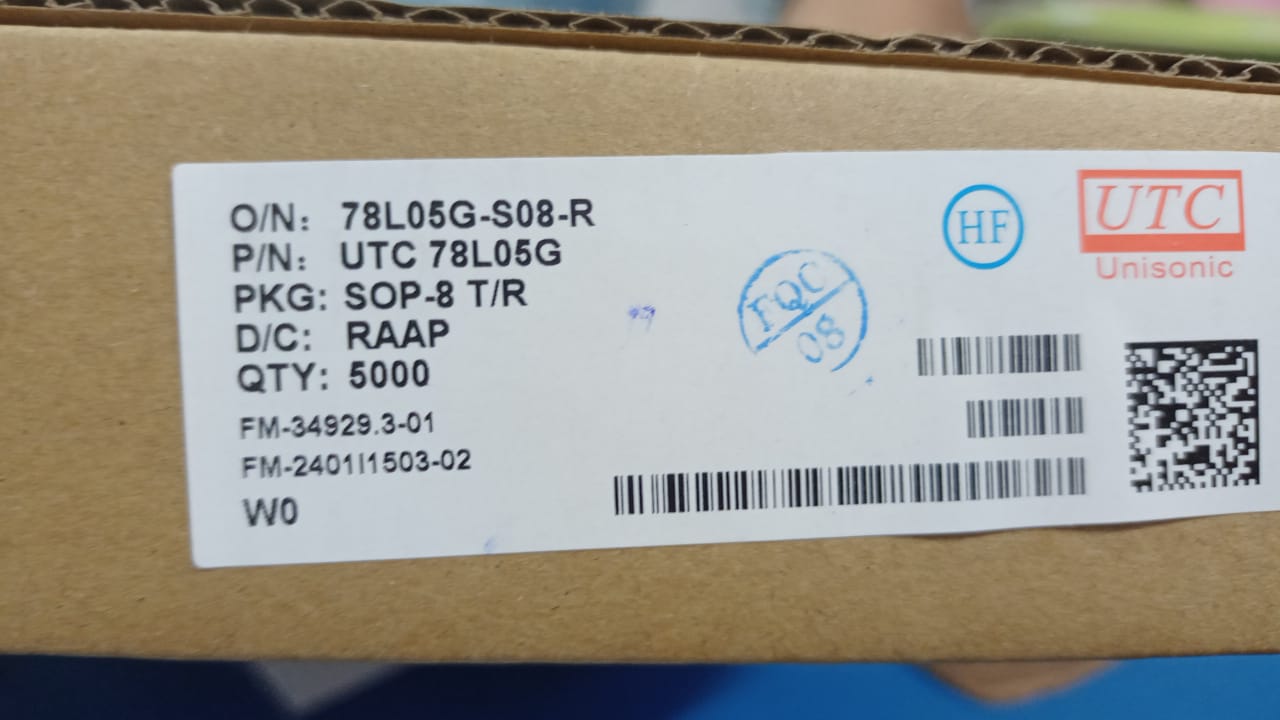 O/N: 78L05G-S08-R
P/N: UTC 78L05G
PKG: SOP-8 T/R
D/C: RAAP
QTY: 5000
FM-34929.3-01
FM-2401I1503-02
W0
FQC
08
HF
UTC
Unisonic